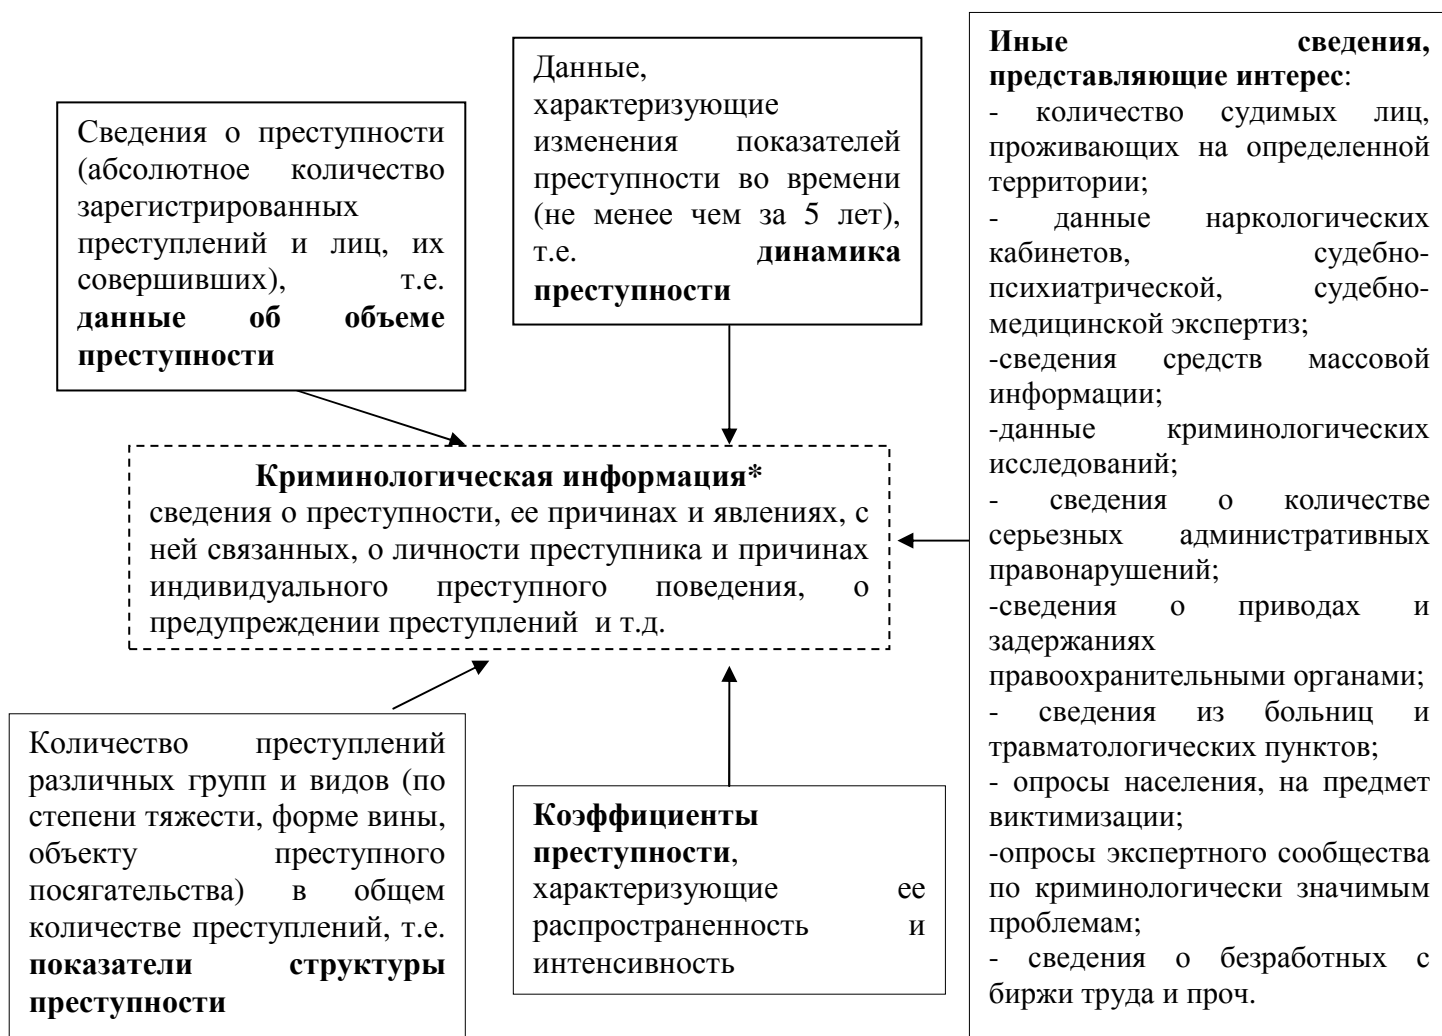 Сведения о преступности
(абсолютное количество
зарегистрированных
преступлений и лиц, их
совершивших), т.е.
данные об объеме
преступности
Данные,
характеризующие
изменения показателей
преступности во времени
(не менее чем за 5 лет),
т.е. динамика
преступности
Иные сведения,
представляющие интерес:
- количество судимых лиц,
проживающих на определенной
территории;
- данные наркологических
кабинетов, судебно-
психиатрической, судебно-
медицинской экспертиз;
-сведения средств массовой
информации;
-данные криминологических
исследований;
- сведения о количестве
серьезных административных
правонарушений;
-сведения о приводах и
задержаниях
правоохранительными органами;
- сведения из больниц и
травматологических пунктов;
- опросы населения, на предмет
виктимизации;
-опросы экспертного сообщества
по криминологически значимым
проблемам;
- сведения о безработных с
биржи труда и проч.
Криминологическая информация*
сведения о преступности, ее причинах и явлениях, с
ней связанных, о личности преступника и причинах
индивидуального преступного поведения, о
предупреждении преступлений и т.д.
Количество преступлений
различных групп и видов (по
степени тяжести, форме вины,
объекту преступного
посягательства) в общем
количестве преступлений, т.е.
показатели структуры
преступности
Коэффициенты
преступности,
характеризующие ее
распространенность и
интенсивность